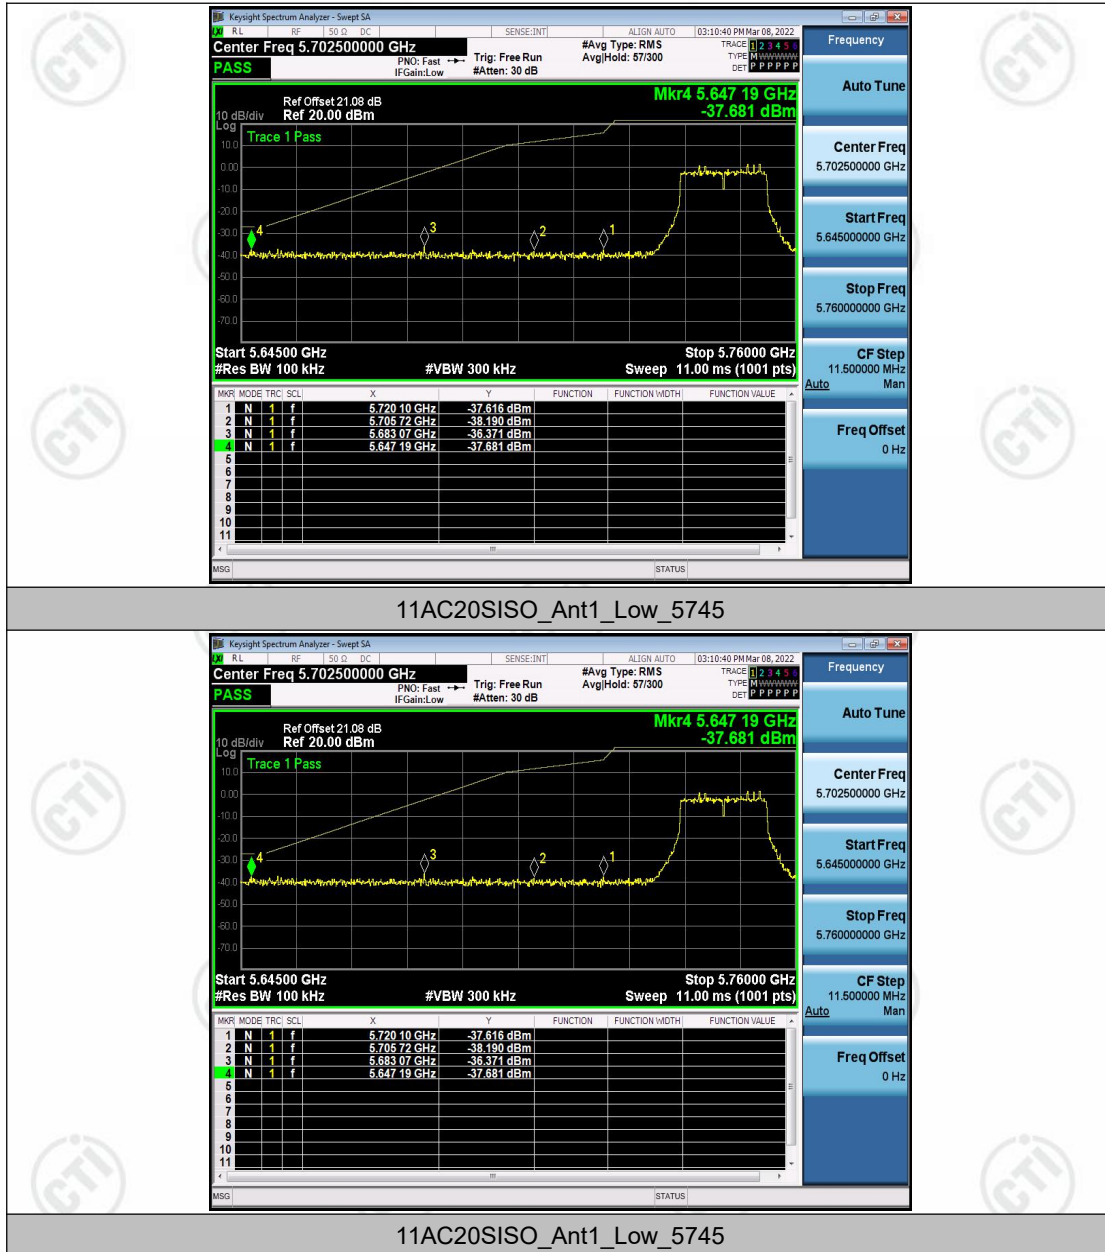 Keysight Spectrum Analyzer - Swept SA
RL RF 50 Ω DC SENSE:INT ALIGN AUTO 03:10:40 PM Mar 08, 2022
Center Freq 5.702500000 GHz #Avg Type: RMS TRACE 1 2 3 4 5 6
PNO: Fast Trig: Free Run Avg|Hold: 57/300 TYPE M WWWWW
PASS IFGain:Low #Atten: 30 dB DET P P P P P P
Frequency
Auto Tune
Center Freq
5.702500000 GHz
Start Freq
5.645000000 GHz
Stop Freq
5.760000000 GHz
CF Step
11.500000 MHz
Auto Man
Freq Offset
0 Hz
Mkr4 5.647 19 GHz
-37.681 dBm
Ref Offset 21.08 dB
10 dB/div Ref 20.00 dBm
Log
Trace 1 Pass
10.0
0.00
-10.0
-20.0
-30.0
-40.0
-50.0
-60.0
-70.0
4 3 2 1
Start 5.64500 GHz Stop 5.76000 GHz
#Res BW 100 kHz #VBW 300 kHz Sweep 11.00 ms (1001 pts)
MKR MODE TRC SCL X Y FUNCTION FUNCTION WIDTH FUNCTION VALUE
1 N 1 f 5.720 10 GHz -37.616 dBm
2 N 1 f 5.705 72 GHz -38.190 dBm
3 N 1 f 5.683 07 GHz -36.371 dBm
4 N 1 f 5.647 19 GHz -37.681 dBm
5
6
7
8
9
10
11
MSG STATUS
11AC20SISO_Ant1_Low_5745
Keysight Spectrum Analyzer - Swept SA
RL RF 50 Ω DC SENSE:INT ALIGN AUTO 03:10:40 PM Mar 08, 2022
Center Freq 5.702500000 GHz #Avg Type: RMS TRACE 1 2 3 4 5 6
PNO: Fast Trig: Free Run Avg|Hold: 57/300 TYPE M WWWWW
PASS IFGain:Low #Atten: 30 dB DET P P P P P P
Frequency
Auto Tune
Center Freq
5.702500000 GHz
Start Freq
5.645000000 GHz
Stop Freq
5.760000000 GHz
CF Step
11.500000 MHz
Auto Man
Freq Offset
0 Hz
Mkr4 5.647 19 GHz
-37.681 dBm
Ref Offset 21.08 dB
10 dB/div Ref 20.00 dBm
Log
Trace 1 Pass
10.0
0.00
-10.0
-20.0
-30.0
-40.0
-50.0
-60.0
-70.0
4 3 2 1
Start 5.64500 GHz Stop 5.76000 GHz
#Res BW 100 kHz #VBW 300 kHz Sweep 11.00 ms (1001 pts)
MKR MODE TRC SCL X Y FUNCTION FUNCTION WIDTH FUNCTION VALUE
1 N 1 f 5.720 10 GHz -37.616 dBm
2 N 1 f 5.705 72 GHz -38.190 dBm
3 N 1 f 5.683 07 GHz -36.371 dBm
4 N 1 f 5.647 19 GHz -37.681 dBm
5
6
7
8
9
10
11
MSG STATUS
11AC20SISO_Ant1_Low_5745
CTI
CTI
CTI
CTI
CTI
CTI
CTI
CTI